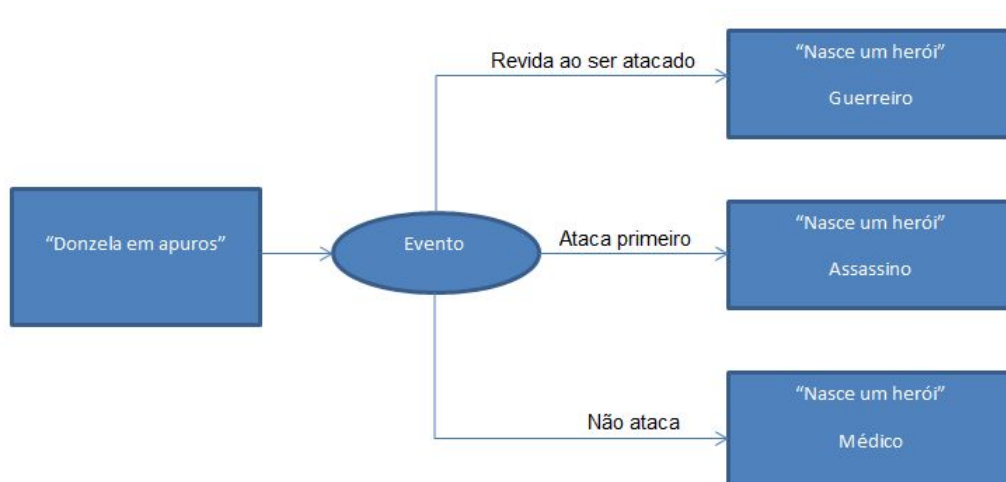 Revida ao ser atacado
“Nasce um herói”
Guerreiro
“Donzela em apuros”
Evento
Ataca primeiro
“Nasce um herói”
Assassino
Não ataca
“Nasce um herói”
Médico